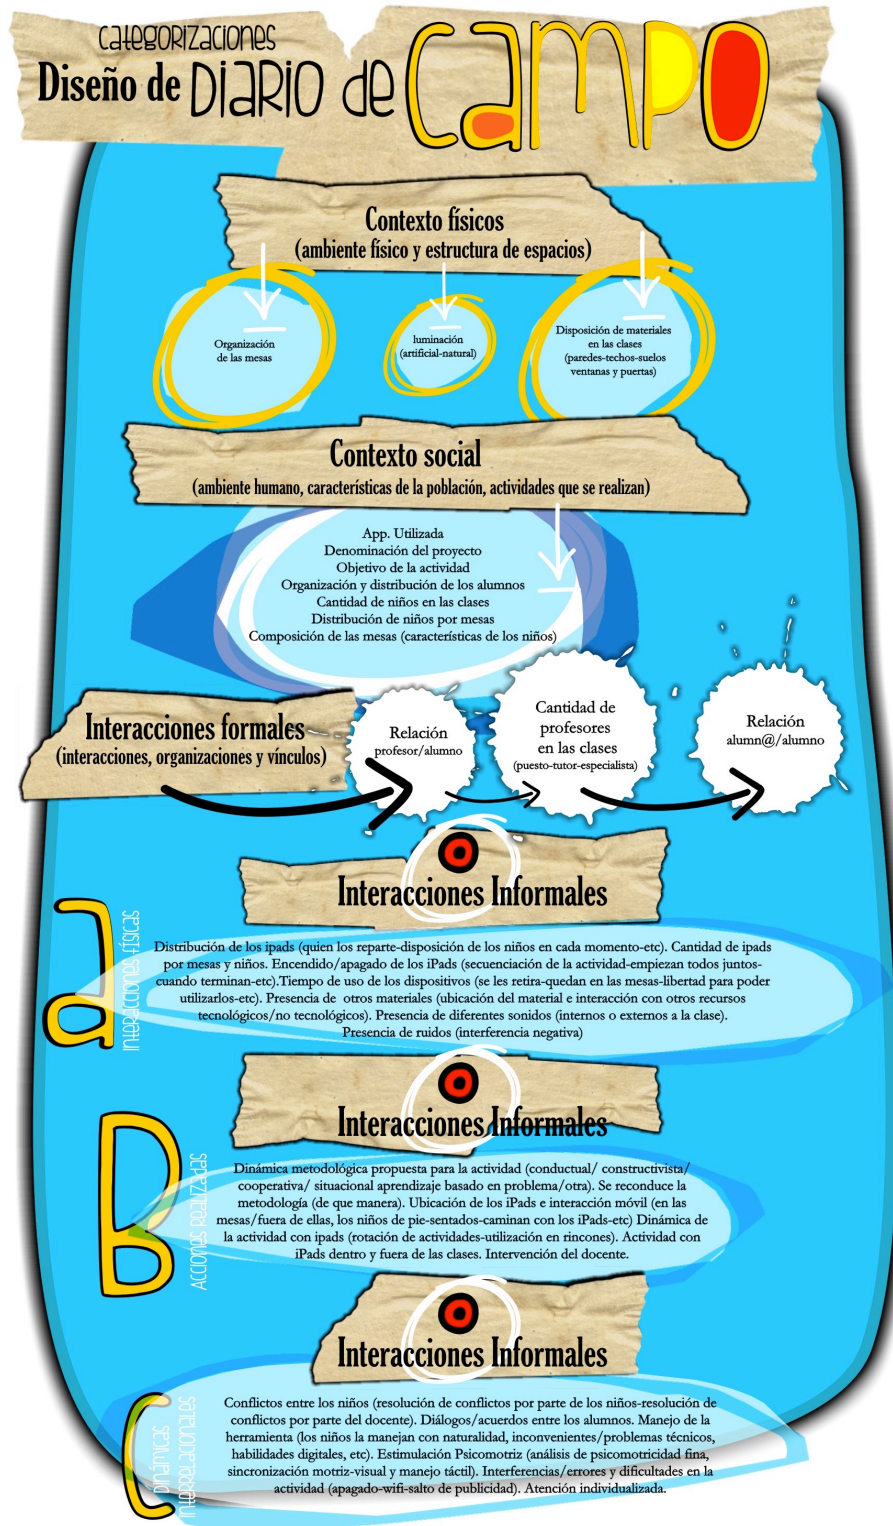 categorizaciones
Diseño de Diario de campo
Contexto físicos
(ambiente físico y estructura de espacios)
Organización
de las mesas
luminación
(artificial-natural)
Disposición de materiales
en las clases
(paredes-techos-suelos
ventanas y puertas)
Contexto social
(ambiente humano, características de la población, actividades que se realizan)
App. Utilizada
Denominación del proyecto
Objetivo de la actividad
Organización y distribución de los alumnos
Cantidad de niños en las clases
Distribución de niños por mesas
Composición de las mesas (características de los niños)
Interacciones formales
(interacciones, organizaciones y vínculos)
Relación
profesor/alumno
Cantidad de
profesores
en las clases
(puesto-tutor-especialista)
Relación
alumn@/alumno
Interacciones Informales
a
interacciones físicas
Distribución de los ipads (quien los reparte-disposición de los niños en cada momento-etc). Cantidad de ipads
por mesas y niños. Encendido/apagado de los iPads (secuenciación de la actividad-empiezan todos juntos-
cuando terminan-etc).Tiempo de uso de los dispositivos (se les retira-quedan en las mesas-libertad para poder
utilizarlos-etc). Presencia de otros materiales (ubicación del material e interacción con otros recursos
tecnológicos/no tecnológicos). Presencia de diferentes sonidos (internos o externos a la clase).
Presencia de ruidos (interferencia negativa)
Interacciones Informales
B
acciones realizadas
Dinámica metodológica propuesta para la actividad (conductual/ constructivista/
cooperativa/ situacional aprendizaje basado en problema/otra). Se reconduce la
metodología (de que manera). Ubicación de los iPads e interacción móvil (en las
mesas/fuera de ellas, los niños de pie-sentados-caminan con los iPads-etc) Dinámica de
la actividad con ipads (rotación de actividades-utilización en rincones). Actividad con
iPads dentro y fuera de las clases. Intervención del docente.
Interacciones Informales
C
Dinámicas
interrelacionales
Conflictos entre los niños (resolución de conflictos por parte de los niños-resolución de
conflictos por parte del docente). Diálogos/acuerdos entre los alumnos. Manejo de la
herramienta (los niños la manejan con naturalidad, inconvenientes/problemas técnicos,
habilidades digitales, etc). Estimulación Psicomotriz (análisis de psicomotricidad fina,
sincronización motriz-visual y manejo táctil). Interferencias/errores y dificultades en la
actividad (apagado-wifi-salto de publicidad). Atención individualizada.